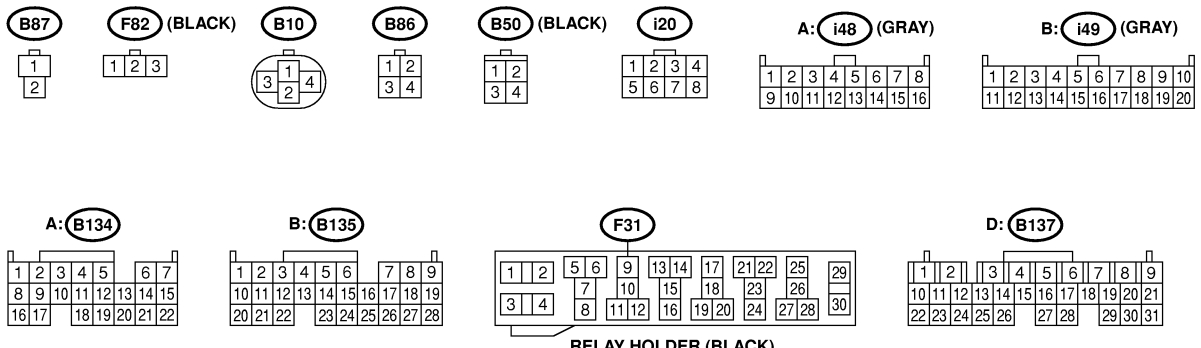 B87 F82 (BLACK) B10 B86 B50 (BLACK) i20 A: i48 (GRAY) B: i49 (GRAY)
1
2
1 2 3
1
3 4
2
1 2
3 4
1 2
3 4
1 2 3 4
5 6 7 8
1 2 3 4 5 6 7 8
9 10 11 12 13 14 15 16
1 2 3 4 5 6 7 8 9 10
11 12 13 14 15 16 17 18 19 20
A: B134 B: B135 F31 D: B137
1 2 3 4 5 6 7
8 9 10 11 12 13 14 15
16 17 18 19 20 21 22
1 2 3 4 5 6 7 8 9
10 11 12 13 14 15 16 17 18 19
20 21 22 23 24 25 26 27 28
1 2 5 6 9 13 14 17 21 22 25 29
7 10 15 18 23 26
3 4 8 11 12 16 19 20 24 27 28 30
1 2 3 4 5 6 7 8 9
10 11 12 13 14 15 16 17 18 19 20 21
22 23 24 25 26 27 28 29 30 31
RELAY HOLDER (BLACK)